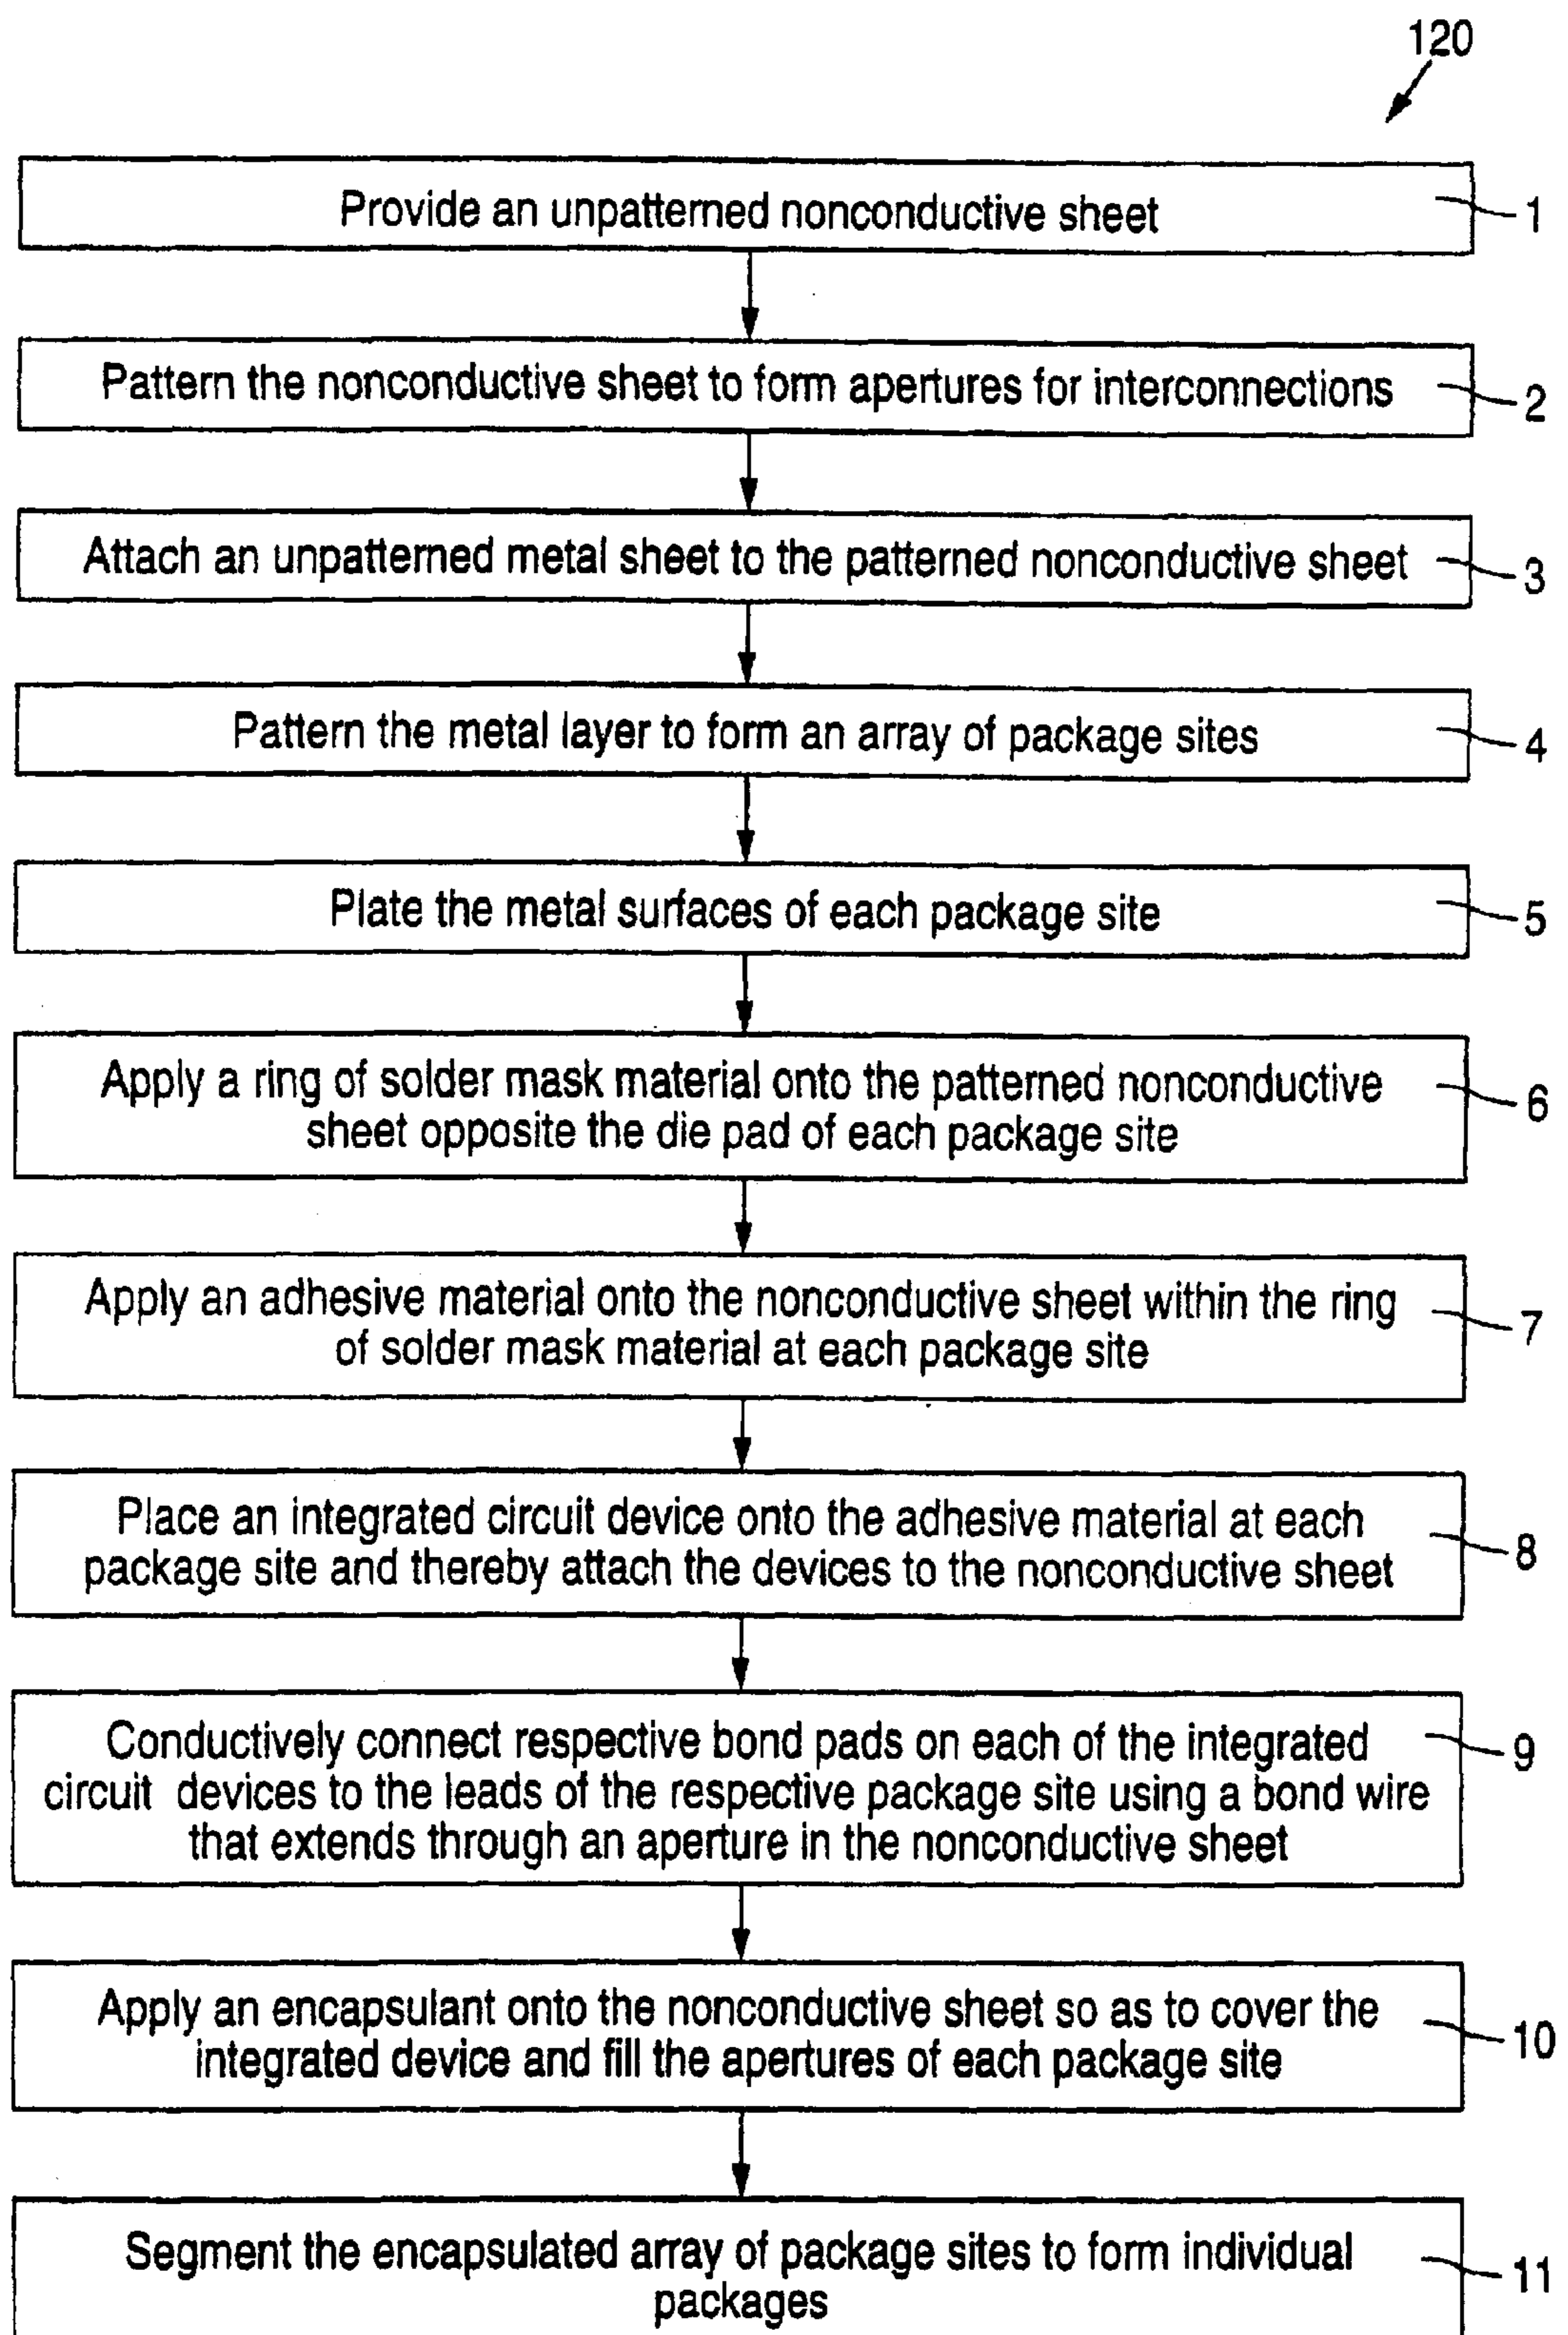 120
Provide an unpatterned nonconductive sheet
1
Pattern the nonconductive sheet to form apertures for interconnections
2
Attach an unpatterned metal sheet to the patterned nonconductive sheet
3
Pattern the metal layer to form an array of package sites
4
Plate the metal surfaces of each package site
5
Apply a ring of solder mask material onto the patterned nonconductive
sheet opposite the die pad of each package site
6
Apply an adhesive material onto the nonconductive sheet within the ring
of solder mask material at each package site
7
Place an integrated circuit device onto the adhesive material at each
package site and thereby attach the devices to the nonconductive sheet
8
Conductively connect respective bond pads on each of the integrated
circuit devices to the leads of the respective package site using a bond wire
that extends through an aperture in the nonconductive sheet
9
Apply an encapsulant onto the nonconductive sheet so as to cover the
integrated device and fill the apertures of each package site
10
Segment the encapsulated array of package sites to form individual
packages
11